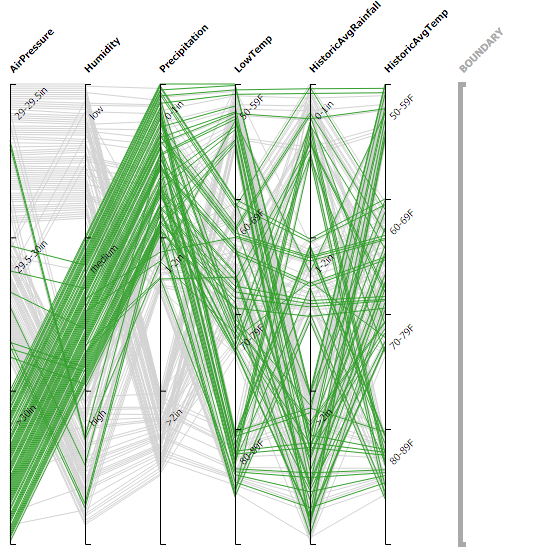 AirPressure
Humidity
Precipitation
LowTemp
HistoricAvgRainfall
HistoricAvgTemp
BOUNDARY
29-29.5in
29.5-30in
>30in
low
medium
high
0-1in
1-2in
>2in
50-59F
60-69F
70-79F
80-89F
0-1in
1-2in
>2in
50-59F
60-69F
70-79F
80-89F